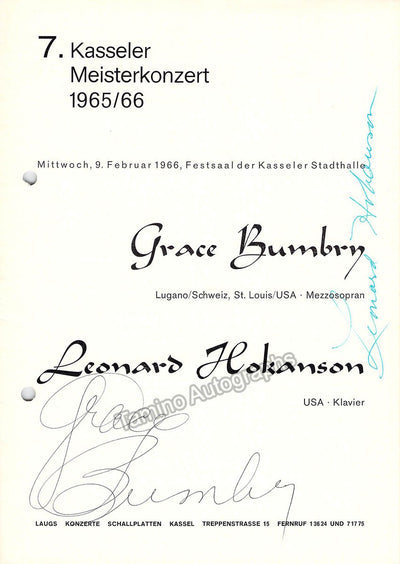 7. Kasseler
Meisterkonzert
1965/66
Mittwoch, 9. Februar 1966, Festsaal der Kasseler Stadthalle
Grace Bumbry
Lugano/Schweiz, St. Louis/USA · Mezzosopran
Leonard Hokanson
USA · Klavier
Leonard Hokanson
Grace
Bumbry
Tamino Autographs
LAUGS KONZERTE SCHALLPLATTEN KASSEL TREPPENSTRASSE 15 FERNRUF 13624 UND 71775